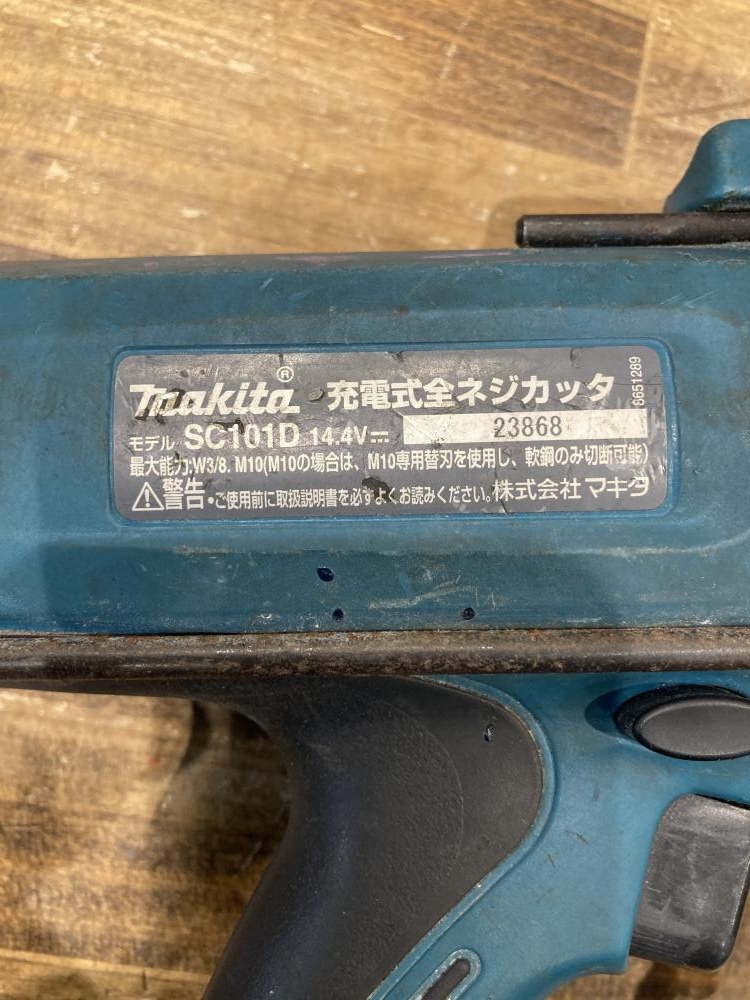 makita® 充電式全ネジカッタ
モデル SC101D 14.4V⎓ 23868
最大能力:W3/8. M10(M10の場合は、M10専用替刃を使用し、軟鋼のみ切断可能)
⚠警告・ご使用前に取扱説明書を必ずよくお読みください。株式会社 マキタ
8651289